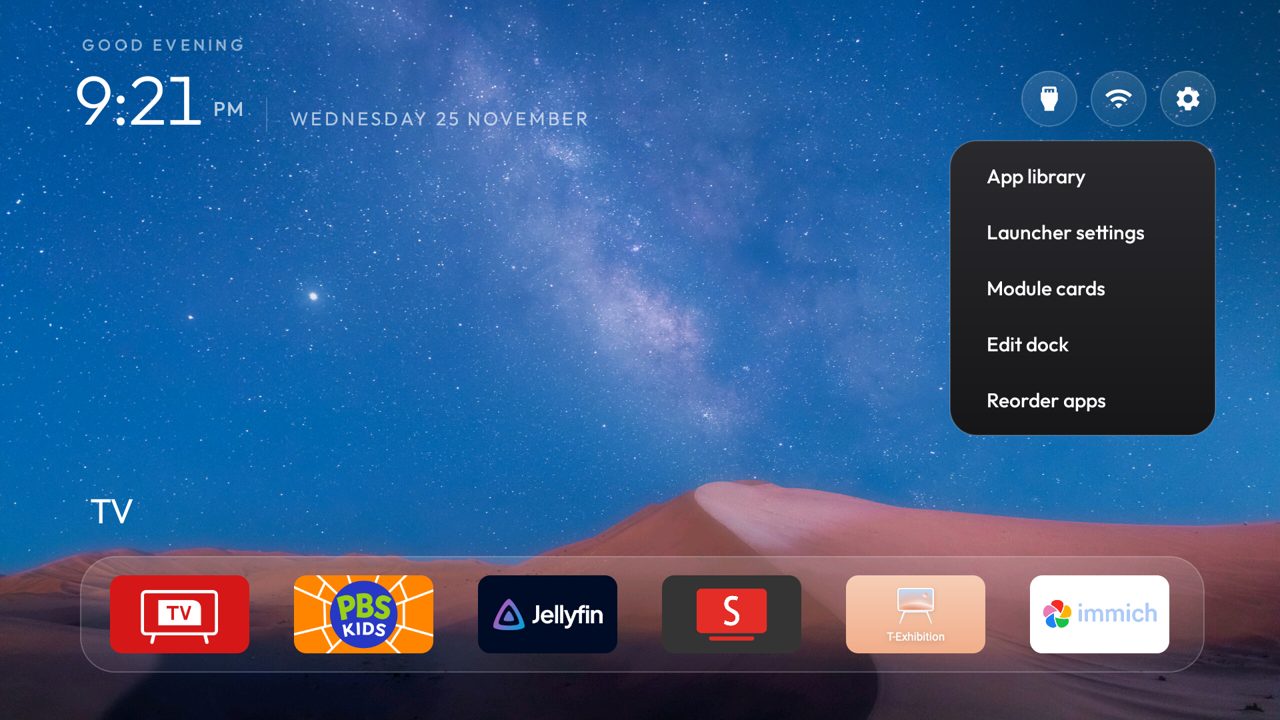 GOOD EVENING
9:21 PM
WEDNESDAY 25 NOVEMBER
App library
Launcher settings
Module cards
Edit dock
Reorder apps
TV
TV
PBS
KIDS
Jellyfin
S
T-Exhibition
immich